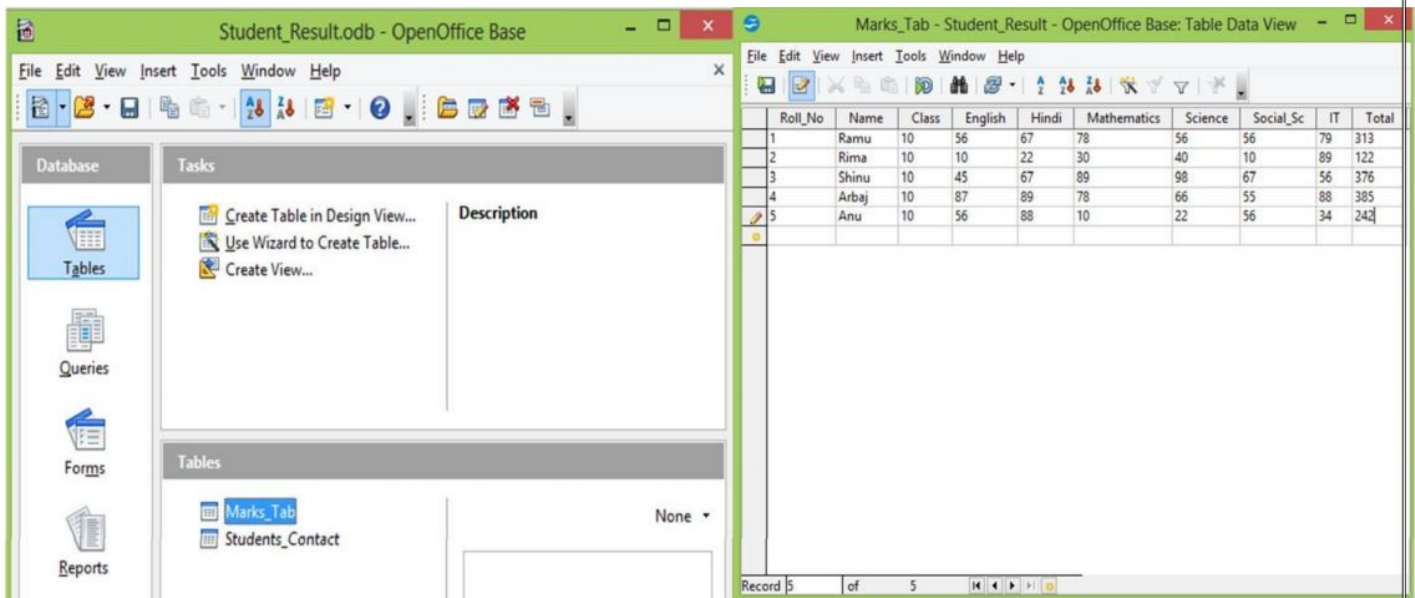 Student_Result.odb - OpenOffice Base
File Edit View Insert Tools Window Help
Database
Tables
Queries
Forms
Reports
Tasks
Create Table in Design View...
Use Wizard to Create Table...
Create View...
Description
Tables
Marks_Tab
Students_Contact
None
Marks_Tab - Student_Result - OpenOffice Base: Table Data View
File Edit View Insert Tools Window Help
Roll_No Name Class English Hindi Mathematics Science Social_Sc IT Total
1 Ramu 10 56 67 78 56 56 79 313
2 Rima 10 10 22 30 40 10 89 122
3 Shinu 10 45 67 89 98 67 56 376
4 Arbaj 10 87 89 78 66 55 88 385
5 Anu 10 56 88 10 22 56 34 242
Record 5 of 5